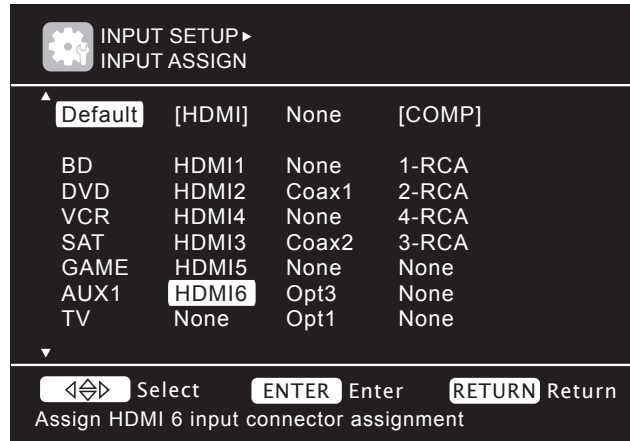 INPUT SETUP▸
INPUT ASSIGN
Default [HDMI] None [COMP]
BD HDMI1 None 1-RCA
DVD HDMI2 Coax1 2-RCA
VCR HDMI4 None 4-RCA
SAT HDMI3 Coax2 3-RCA
GAME HDMI5 None None
AUX1 HDMI6 Opt3 None
TV None Opt1 None
Select ENTER Enter RETURN Return
Assign HDMI 6 input connector assignment